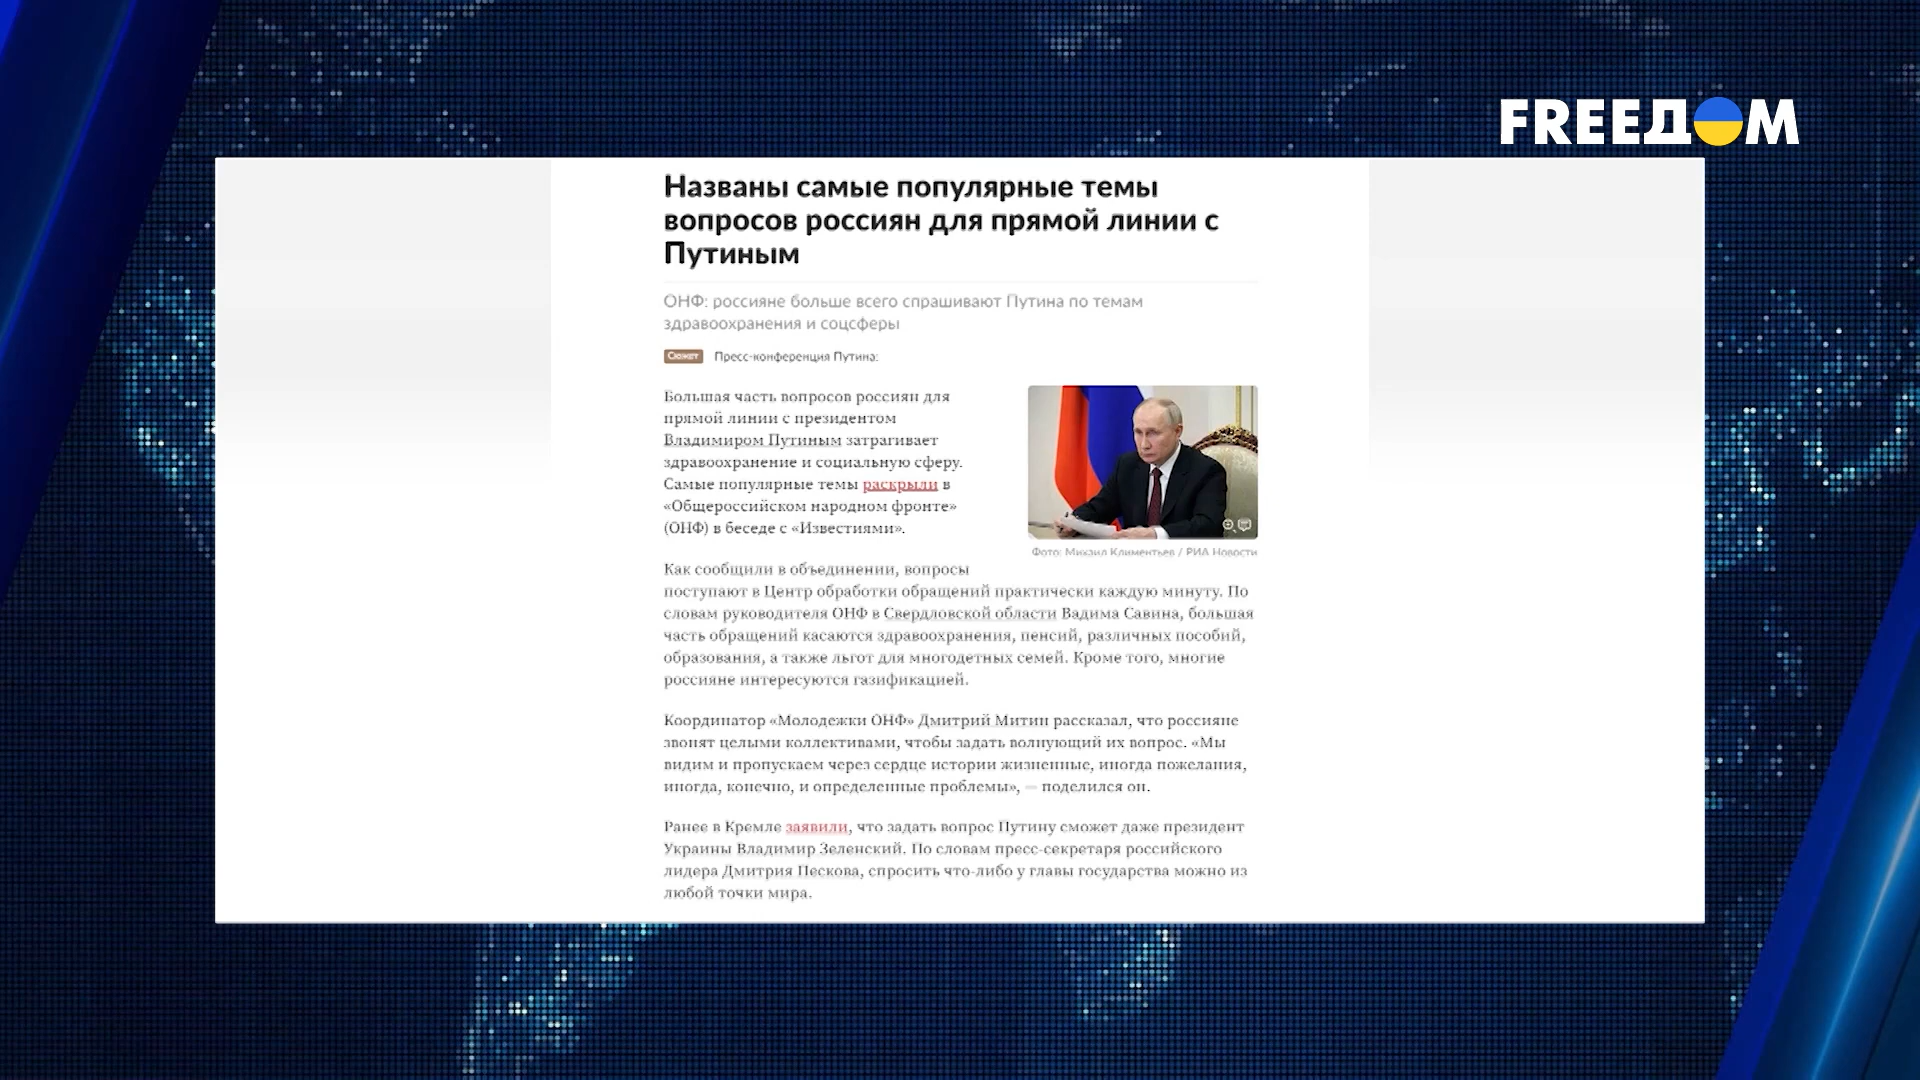 FREEДOM
Названы самые популярные темы
вопросов россиян для прямой линии с
Путиным
ОНФ: россияне больше всего спрашивают Путина по темам
здравоохранения и соцсферы
Сюжет Пресс-конференция Путина:
Большая часть вопросов россиян для
прямой линии с президентом
Владимиром Путиным затрагивает
здравоохранение и социальную сферу.
Самые популярные темы раскрыли в
«Общероссийском народном фронте»
(ОНФ) в беседе с «Известиями».
Фото: Михаил Климентьев / РИА Новости
Как сообщили в объединении, вопросы
поступают в Центр обработки обращений практически каждую минуту. По
словам руководителя ОНФ в Свердловской области Вадима Савина, большая
часть обращений касаются здравоохранения, пенсий, различных пособий,
образования, а также льгот для многодетных семей. Кроме того, многие
россияне интересуются газификацией.
Координатор «Молодежки ОНФ» Дмитрий Митин рассказал, что россияне
звонят целыми коллективами, чтобы задать волнующий их вопрос. «Мы
видим и пропускаем через сердце истории жизненные, иногда пожелания,
иногда, конечно, и определенные проблемы», — поделился он.
Ранее в Кремле заявили, что задать вопрос Путину сможет даже президент
Украины Владимир Зеленский. По словам пресс-секретаря российского
лидера Дмитрия Пескова, спросить что-либо у главы государства можно из
любой точки мира.